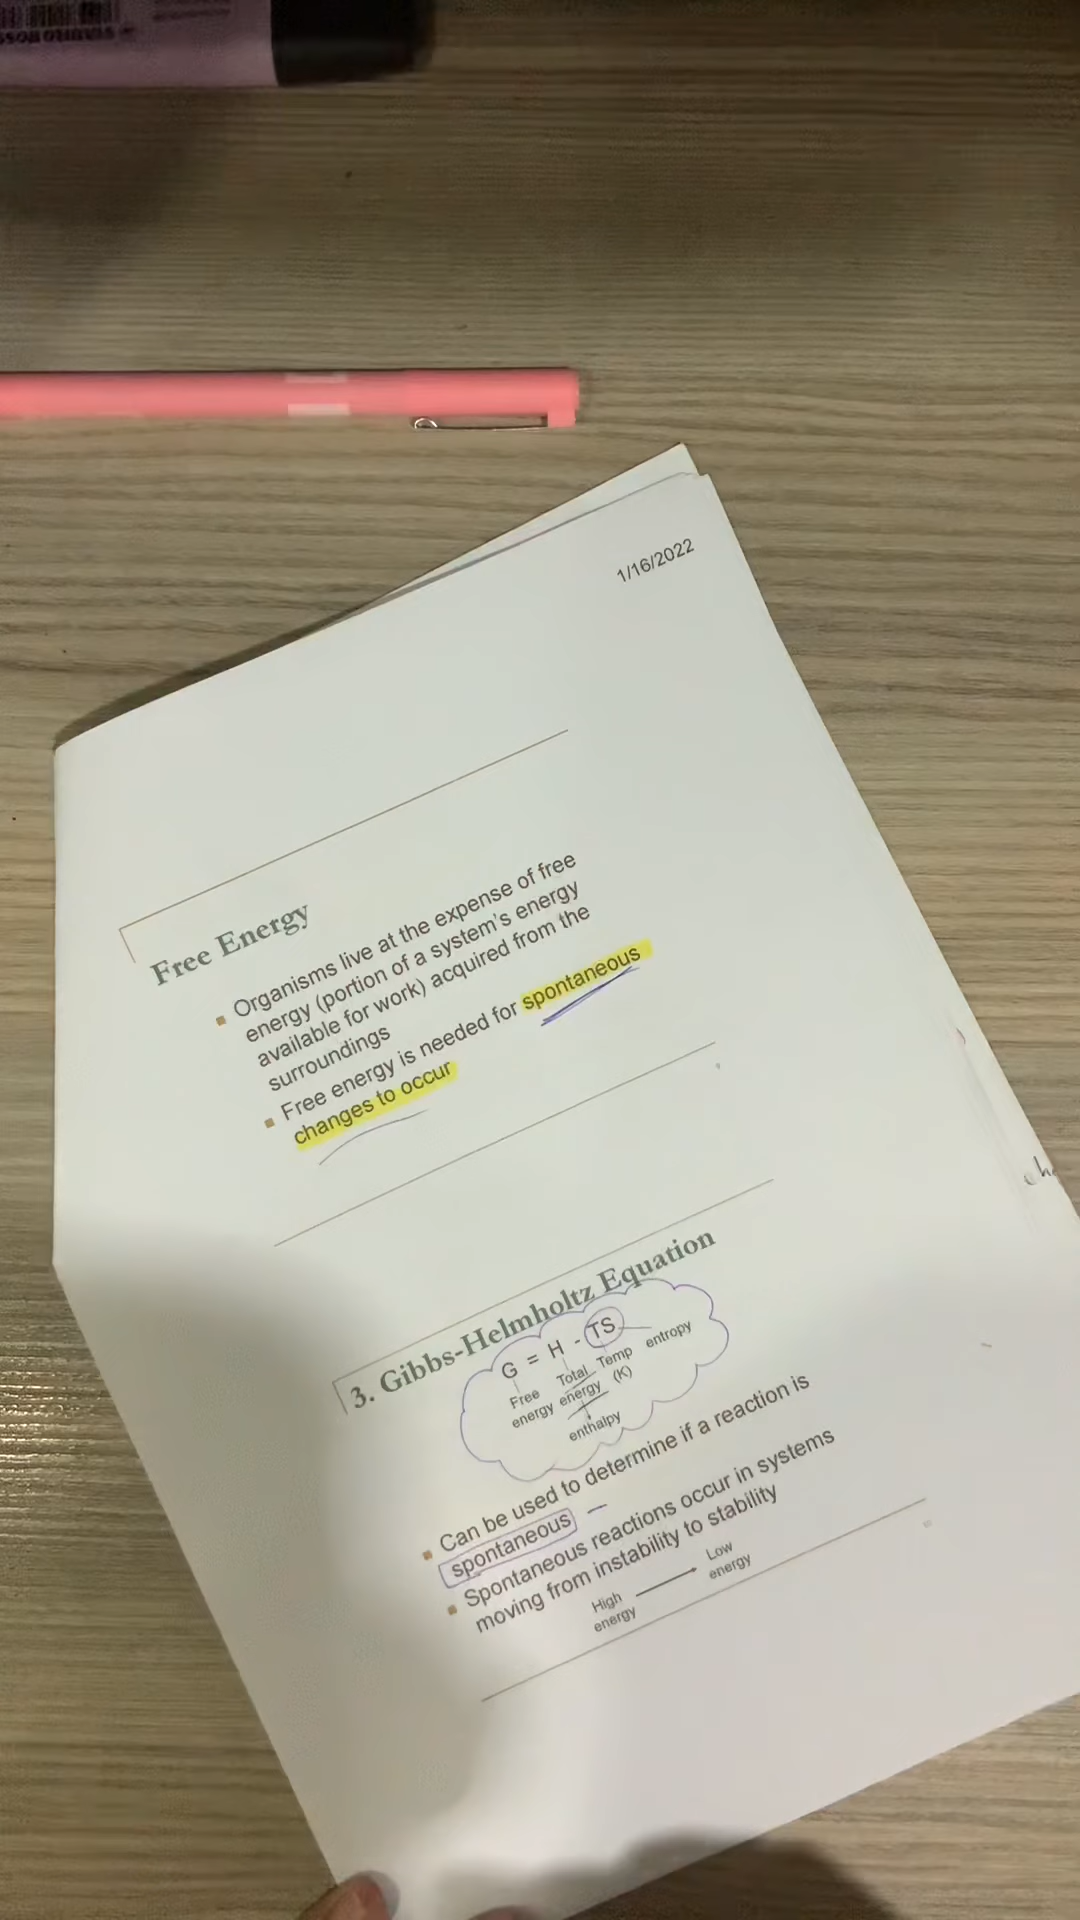 1/16/2022
Free Energy
Organisms live at the expense of free
energy (portion of a system's energy
available for work) acquired from the
surroundings
Free energy is needed for spontaneous
changes to occur
3. Gibbs-Helmholtz Equation
G = H - TS
Free Total Temp entropy
energy energy (K)
enthalpy
Can be used to determine if a reaction is
spontaneous
Spontaneous reactions occur in systems
moving from instability to stability
High Low
energy energy